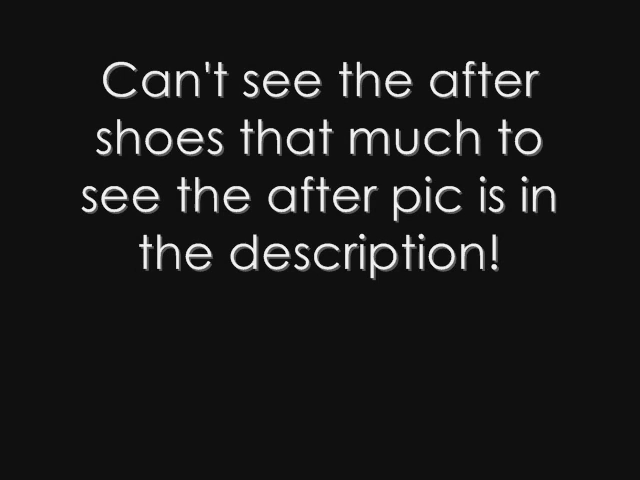 Can't see the after
shoes that much to
see the after pic is in
the description!